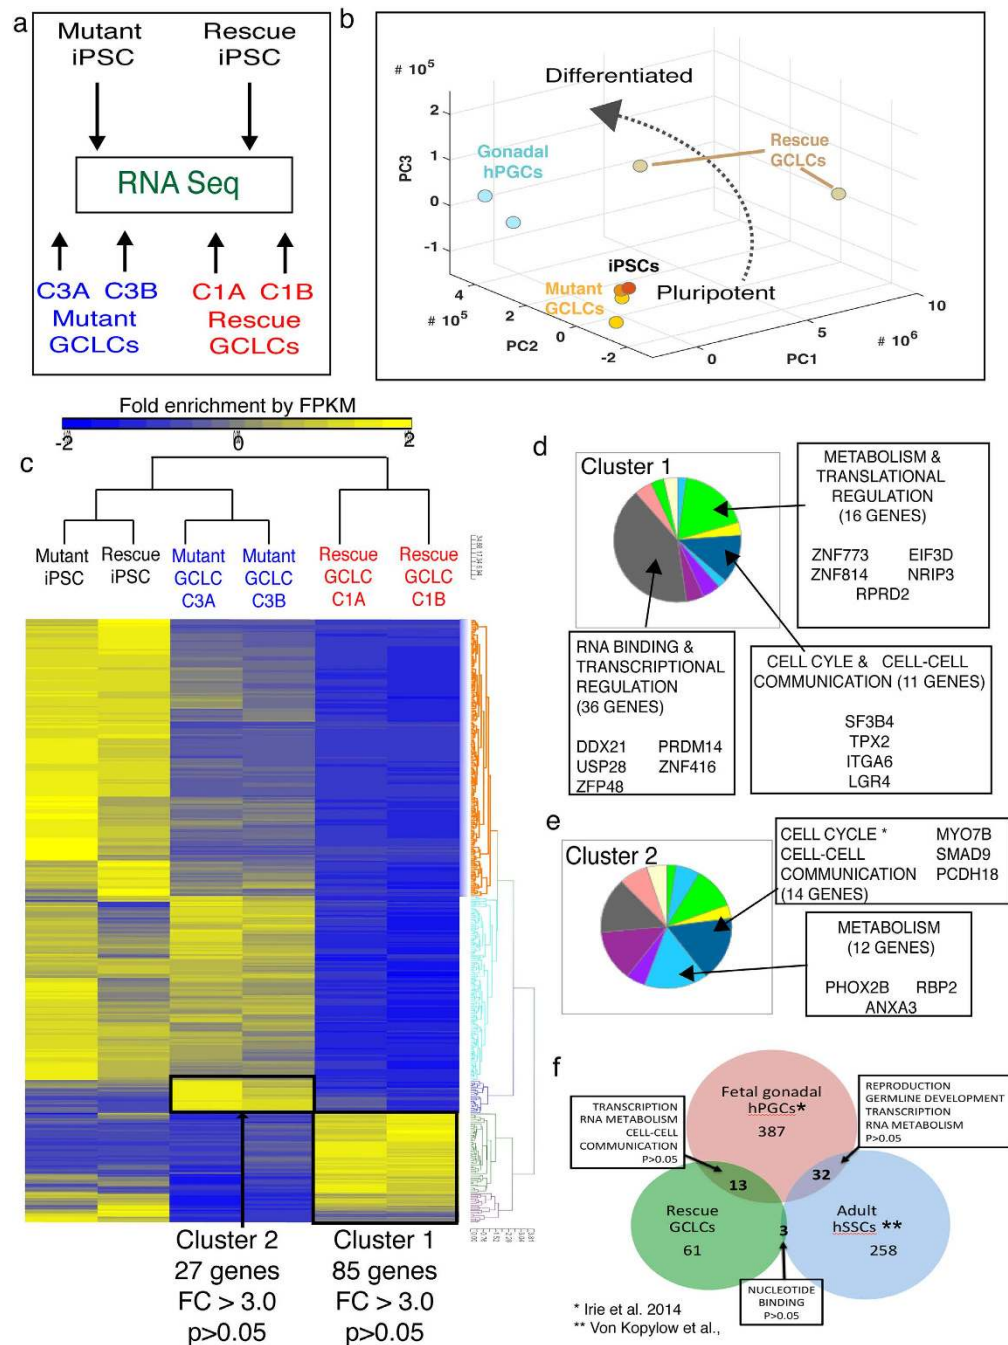 a
Mutant iPSC
Rescue iPSC
RNA Seq
C3A C3B
Mutant
GCLCs
C1A C1B
Rescue
GCLCs
b
# 10^5
2
1
0
-1
PC3
Differentiated
Gonadal
hPGCs
Rescue
GCLCs
iPSCs
Mutant
GCLCs
Pluripotent
4
2
0
-2
# 10^5
PC2
0
5
10
PC1
# 10^6
Fold enrichment by FPKM
-2
0
2
c
Mutant
iPSC
Rescue
iPSC
Mutant
GCLC
C3A
Mutant
GCLC
C3B
Rescue
GCLC
C1A
Rescue
GCLC
C1B
Cluster 2
27 genes
FC > 3.0
p>0.05
Cluster 1
85 genes
FC > 3.0
p>0.05
d
Cluster 1
METABOLISM &
TRANSLATIONAL
REGULATION
(16 GENES)
ZNF773 EIF3D
ZNF814 NRIP3
RPRD2
RNA BINDING &
TRANSCRIPTIONAL
REGULATION
(36 GENES)
DDX21 PRDM14
USP28 ZNF416
ZFP48
CELL CYLE & CELL-CELL
COMMUNICATION (11 GENES)
SF3B4
TPX2
ITGA6
LGR4
e
Cluster 2
CELL CYCLE * MYO7B
CELL-CELL SMAD9
COMMUNICATION PCDH18
(14 GENES)
METABOLISM
(12 GENES)
PHOX2B RBP2
ANXA3
f
Fetal gonadal
hPGCs*
387
TRANSCRIPTION
RNA METABOLISM
CELL-CELL
COMMUNICATION
P>0.05
REPRODUCTION
GERMLINE DEVELOPMENT
TRANSCRIPTION
RNA METABOLISM
P>0.05
13
32
Rescue
GCLCs
61
3
Adult
hSSCs **
258
NUCLEOTIDE
BINDING
P>0.05
* Irie et al. 2014
** Von Kopylow et al.,